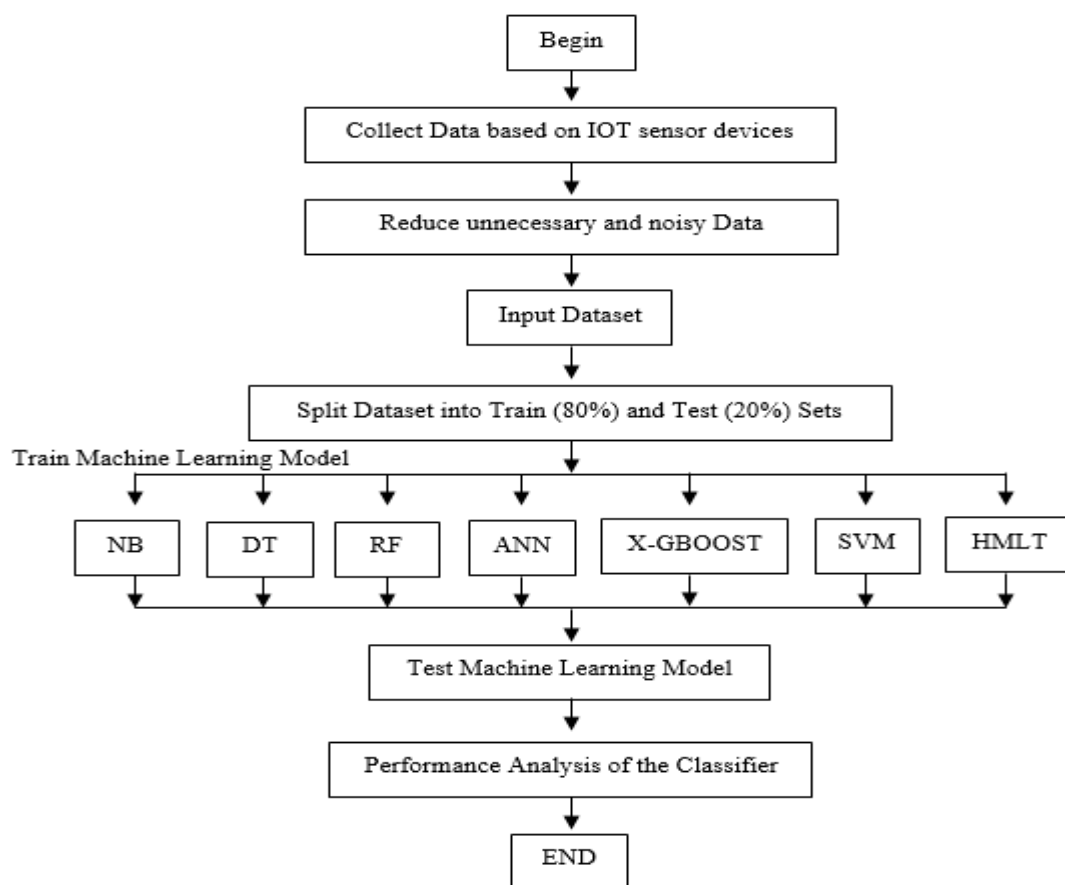 Begin
Collect Data based on IOT sensor devices
Reduce unnecessary and noisy Data
Input Dataset
Split Dataset into Train (80%) and Test (20%) Sets
Train Machine Learning Model
NB
DT
RF
ANN
X-GBOOST
SVM
HMLT
Test Machine Learning Model
Performance Analysis of the Classifier
END